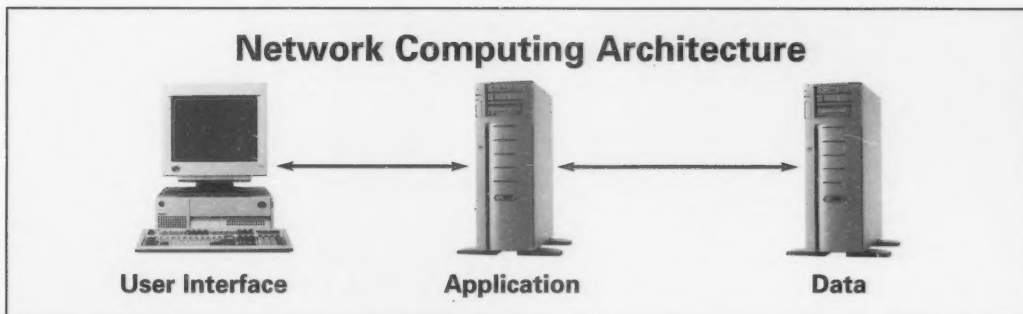 Network Computing Architecture
User Interface
Application
Data